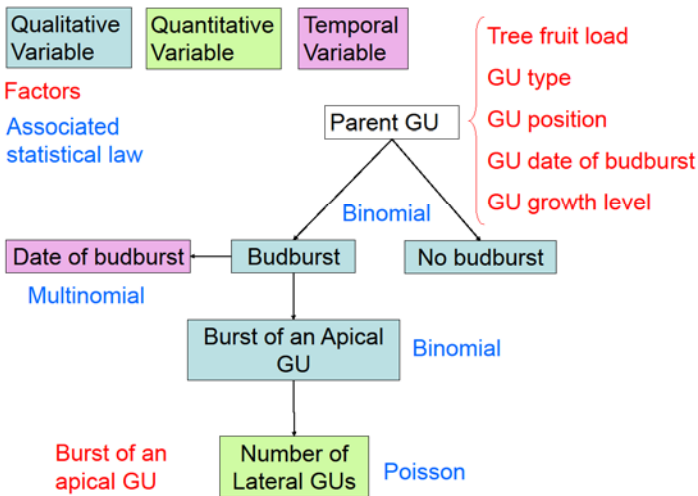 Qualitative
Variable
Quantitative
Variable
Temporal
Variable
Factors
Associated
statistical law
Parent GU
Tree fruit load
GU type
GU position
GU date of budburst
GU growth level
Binomial
Date of budburst
Budburst
No budburst
Multinomial
Burst of an Apical
GU
Binomial
Burst of an
apical GU
Number of
Lateral GUs
Poisson